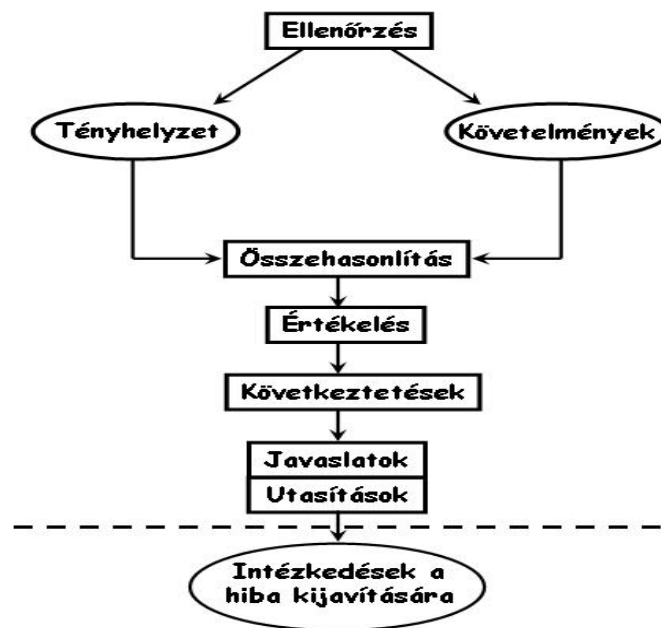 Ellenőrzés
Tényhelyzet
Követelmények
Összehasonlítás
Értékelés
Következtetések
Javaslatok
Utasítások
Intézkedések a
hiba kijavítására